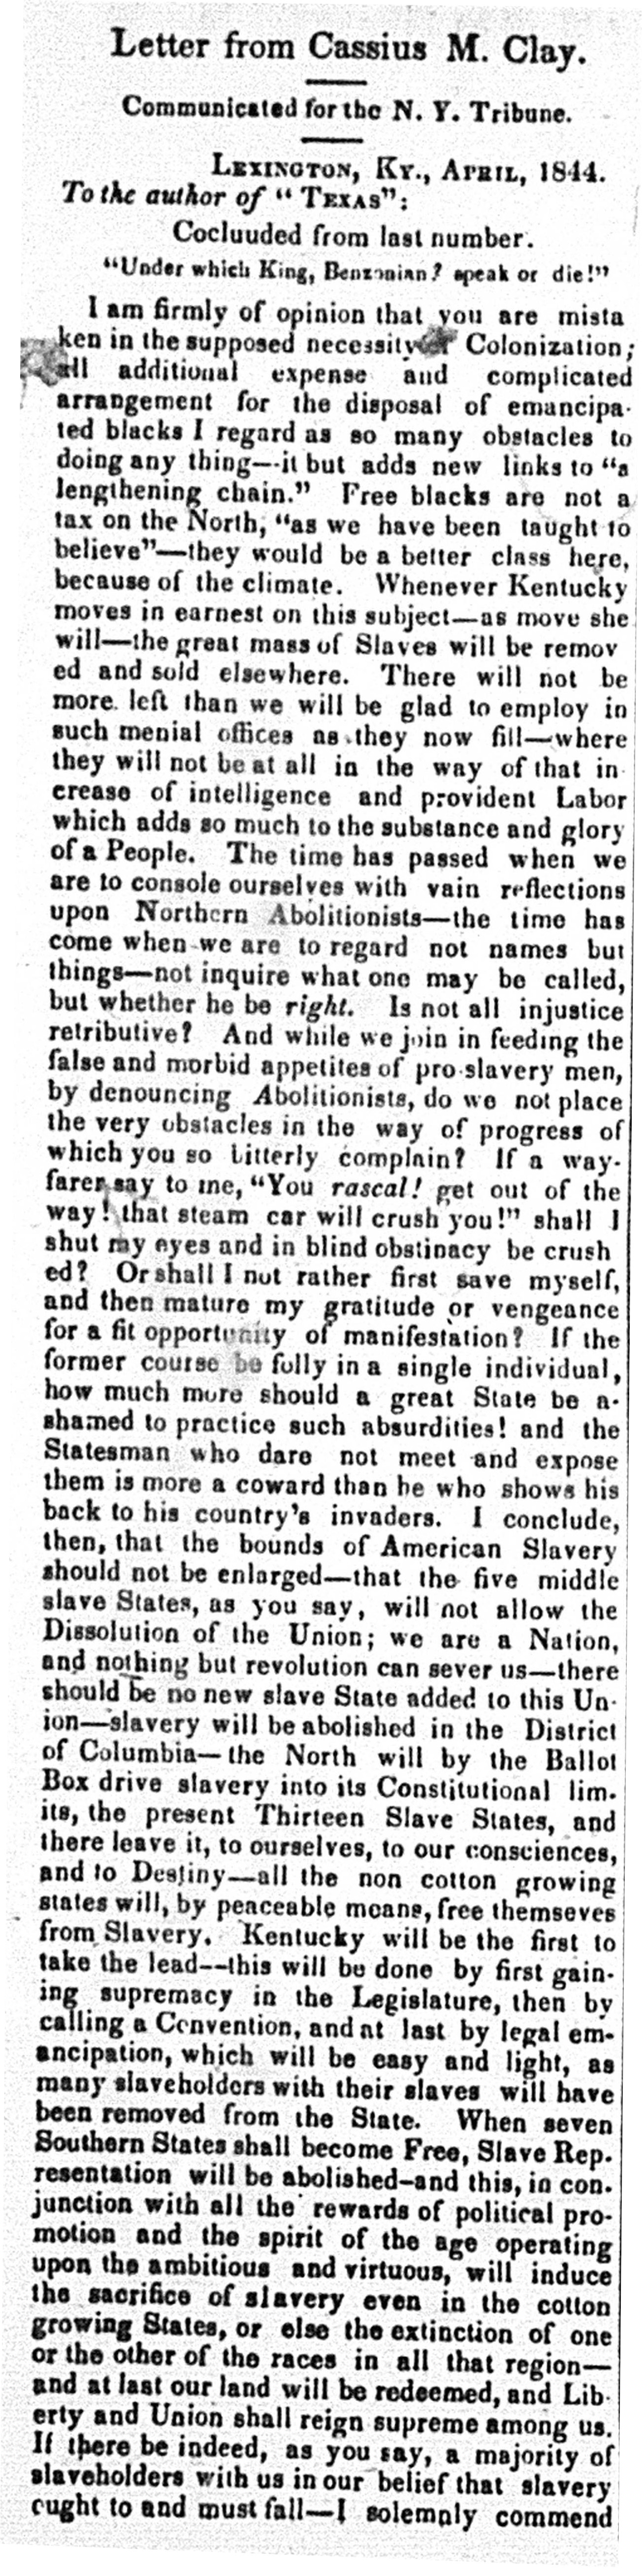 Letter from Cassius M. Clay.
Communicated for the N. Y. Tribune.
LEXINGTON, KY., APRIL, 1844.
To the author of "TEXAS":
Cocluuded from last number.
"Under which King, Benzonian? speak or die!"
I am firmly of opinion that you are mista
ken in the supposed necessity Colonization;
all additional expense and complicated
arrangement for the disposal of emancipa-
ted blacks I regard as so many obstacles to
doing any thing—it but adds new links to "a
lengthening chain." Free blacks are not a
tax on the North, "as we have been taught to
believe"—they would be a better class here,
because of the climate. Whenever Kentucky
moves in earnest on this subject—as move she
will—the great mass of Slaves will be remov
ed and sold elsewhere. There will not be
more left than we will be glad to employ in
such menial offices as they now fill—where
they will not be at all in the way of that in-
crease of intelligence and provident Labor
which adds so much to the substance and glory
of a People. The time has passed when we
are to console ourselves with vain reflections
upon Northern Abolitionists—the time has
come when we are to regard not names but
things—not inquire what one may be called,
but whether he be right. Is not all injustice
retributive? And while we join in feeding the
false and morbid appetites of pro-slavery men,
by denouncing Abolitionists, do we not place
the very obstacles in the way of progress of
which you so bitterly complain? If a way-
farer say to me, "You rascal! get out of the
way! that steam car will crush you!" shall I
shut my eyes and in blind obstinacy be crush
ed? Or shall I not rather first save myself,
and then mature my gratitude or vengeance
for a fit opportunity of manifestation? If the
former course be folly in a single individual,
how much more should a great State be a-
shamed to practice such absurdities! and the
Statesman who dare not meet and expose
them is more a coward than he who shows his
back to his country's invaders. I conclude,
then, that the bounds of American Slavery
should not be enlarged—that the five middle
slave States, as you say, will not allow the
Dissolution of the Union; we are a Nation,
and nothing but revolution can sever us—there
should be no new slave State added to this Un-
ion—slavery will be abolished in the District
of Columbia—the North will by the Ballot
Box drive slavery into its Constitutional lim-
its, the present Thirteen Slave States, and
there leave it, to ourselves, to our consciences,
and to Destiny—all the non cotton growing
states will, by peaceable means, free themseves
from Slavery. Kentucky will be the first to
take the lead—this will be done by first gain-
ing supremacy in the Legislature, then by
calling a Convention, and at last by legal em-
ancipation, which will be easy and light, as
many slaveholders with their slaves will have
been removed from the State. When seven
Southern States shall become Free, Slave Rep-
resentation will be abolished—and this, in con-
junction with all the rewards of political pro-
motion and the spirit of the age operating
upon the ambitious and virtuous, will induce
the sacrifice of slavery even in the cotton
growing States, or else the extinction of one
or the other of the races in all that region—
and at last our land will be redeemed, and Lib-
erty and Union shall reign supreme among us.
If there be indeed, as you say, a majority of
slaveholders with us in our belief that slavery
ought to and must fall—I solemnly commend